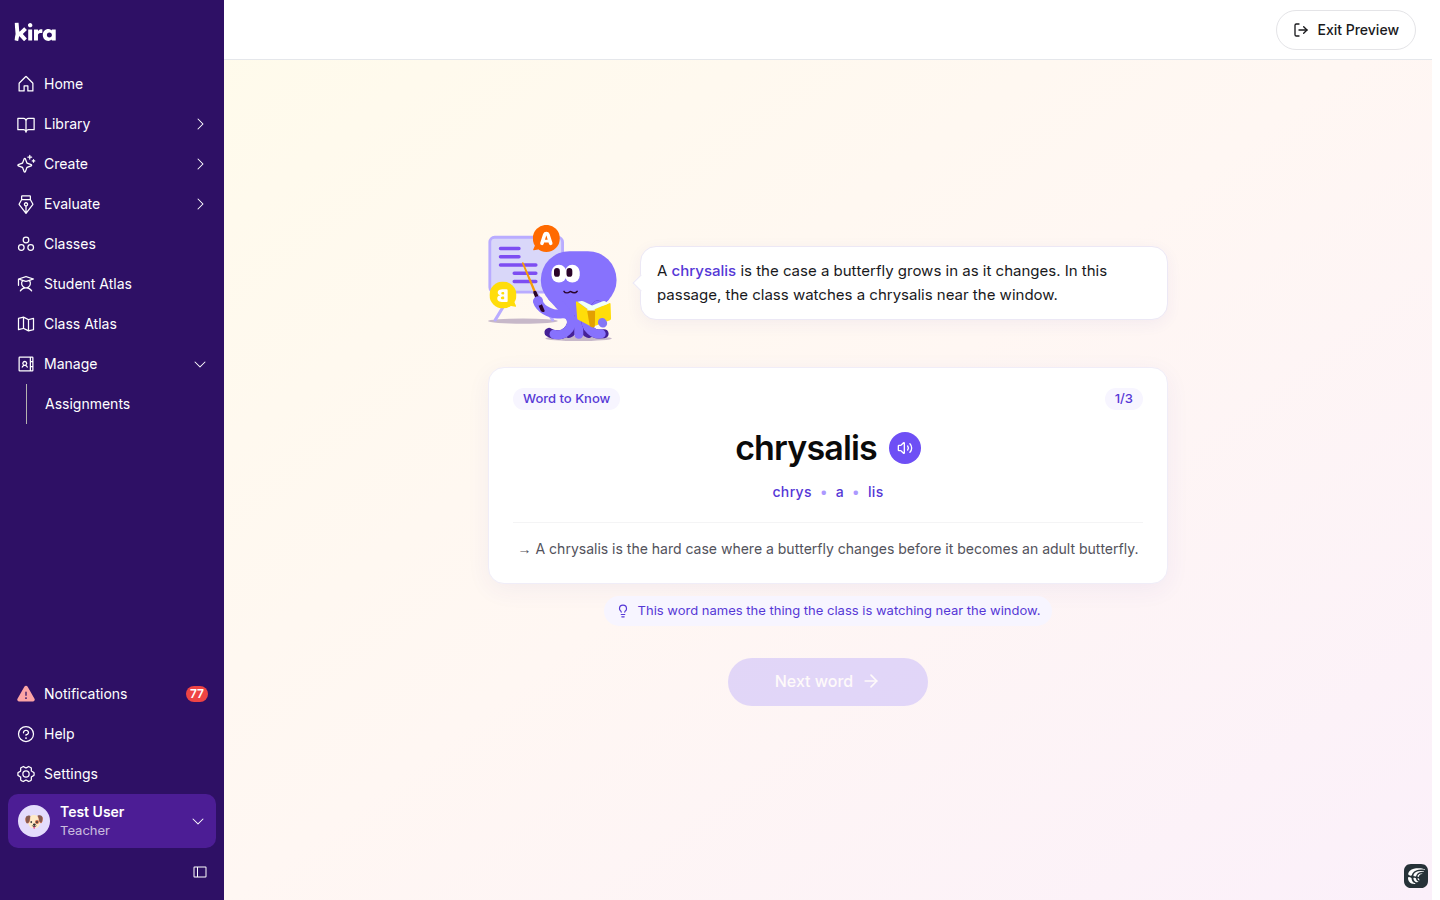 kira
Exit Preview
Home
Library
Create
Evaluate
Classes
Student Atlas
Class Atlas
Manage
Assignments
Notifications 77
Help
Settings
Test User
Teacher
A
B
A chrysalis is the case a butterfly grows in as it changes. In this
passage, the class watches a chrysalis near the window.
Word to Know
1/3
chrysalis
chrys • a • lis
→ A chrysalis is the hard case where a butterfly changes before it becomes an adult butterfly.
This word names the thing the class is watching near the window.
Next word →